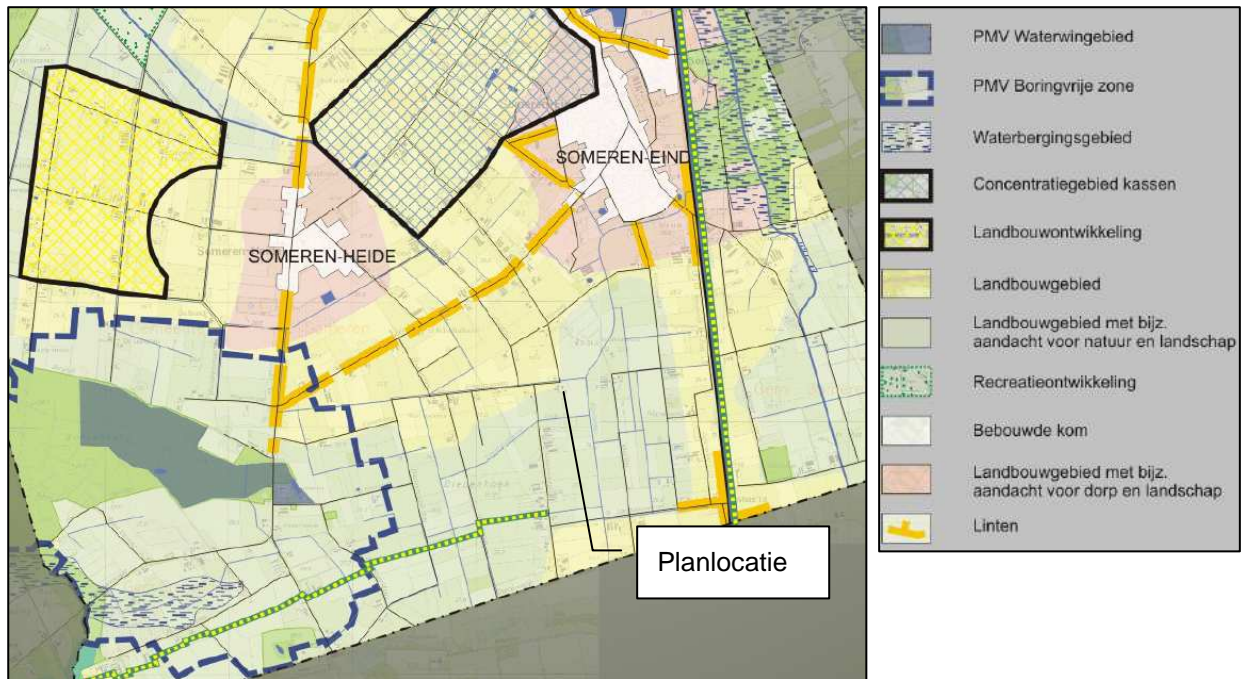 SOMEREN-EIND
SOMEREN-HEIDE
Planlocatie
PMV Waterwingebied
PMV Boringvrije zone
Waterbergingsgebied
Concentratiegebied kassen
Landbouwontwikkeling
Landbouwgebied
Landbouwgebied met bijz.
aandacht voor natuur en landschap
Recreatieontwikkeling
Bebouwde kom
Landbouwgebied met bijz.
aandacht voor dorp en landschap
Linten